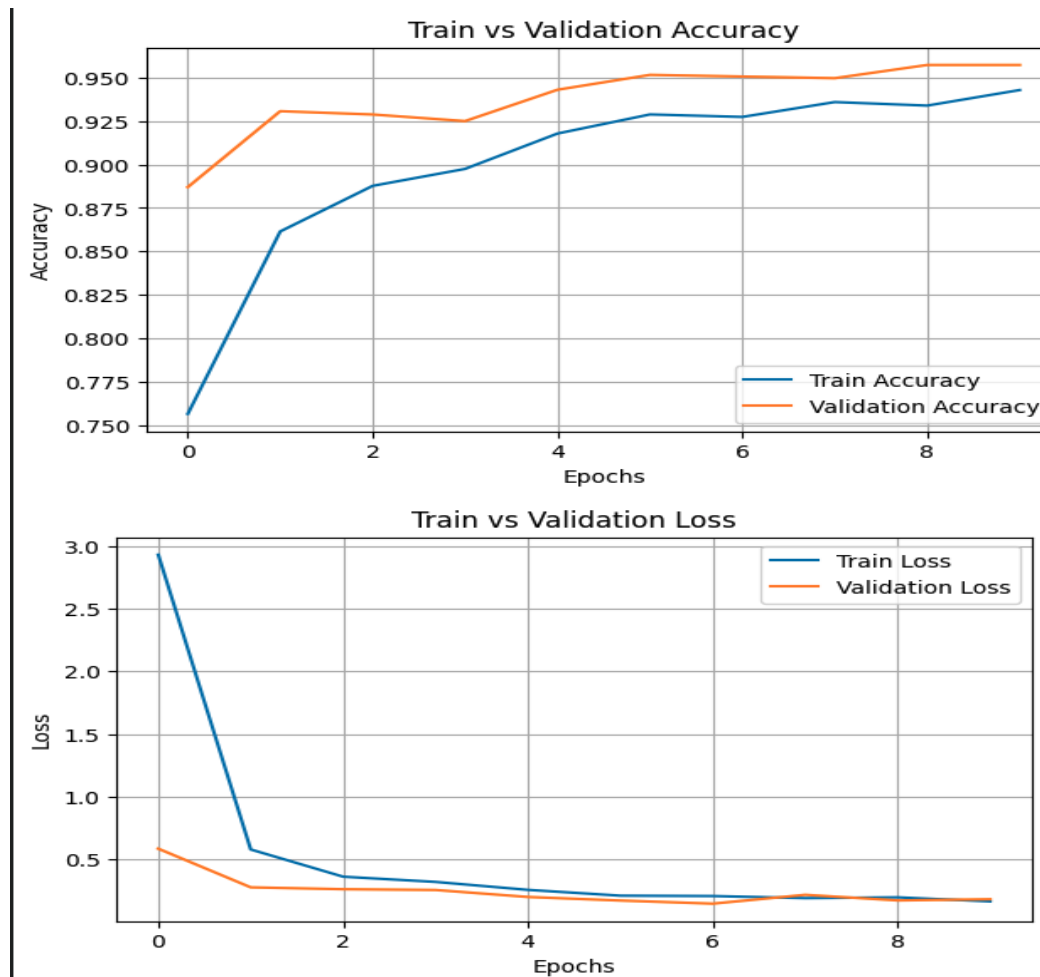 Train vs Validation Accuracy
0.950
0.925
0.900
0.875
0.850
0.825
0.800
0.775
0.750
Accuracy
Train Accuracy
Validation Accuracy
0 2 4 6 8
Epochs
Train vs Validation Loss
3.0
2.5
2.0
1.5
1.0
0.5
Loss
Train Loss
Validation Loss
0 2 4 6 8
Epochs